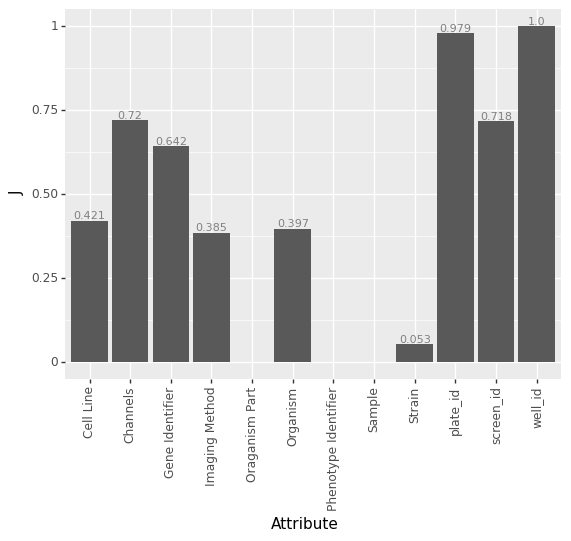 1
0.75
0.50
0.25
0
J
0.421
0.72
0.642
0.385
0.397
0.053
0.979
0.718
1.0
Cell Line
Channels
Gene Identifier
Imaging Method
Oraganism Part
Organism
Phenotype Identifier
Sample
Strain
plate_id
screen_id
well_id
Attribute